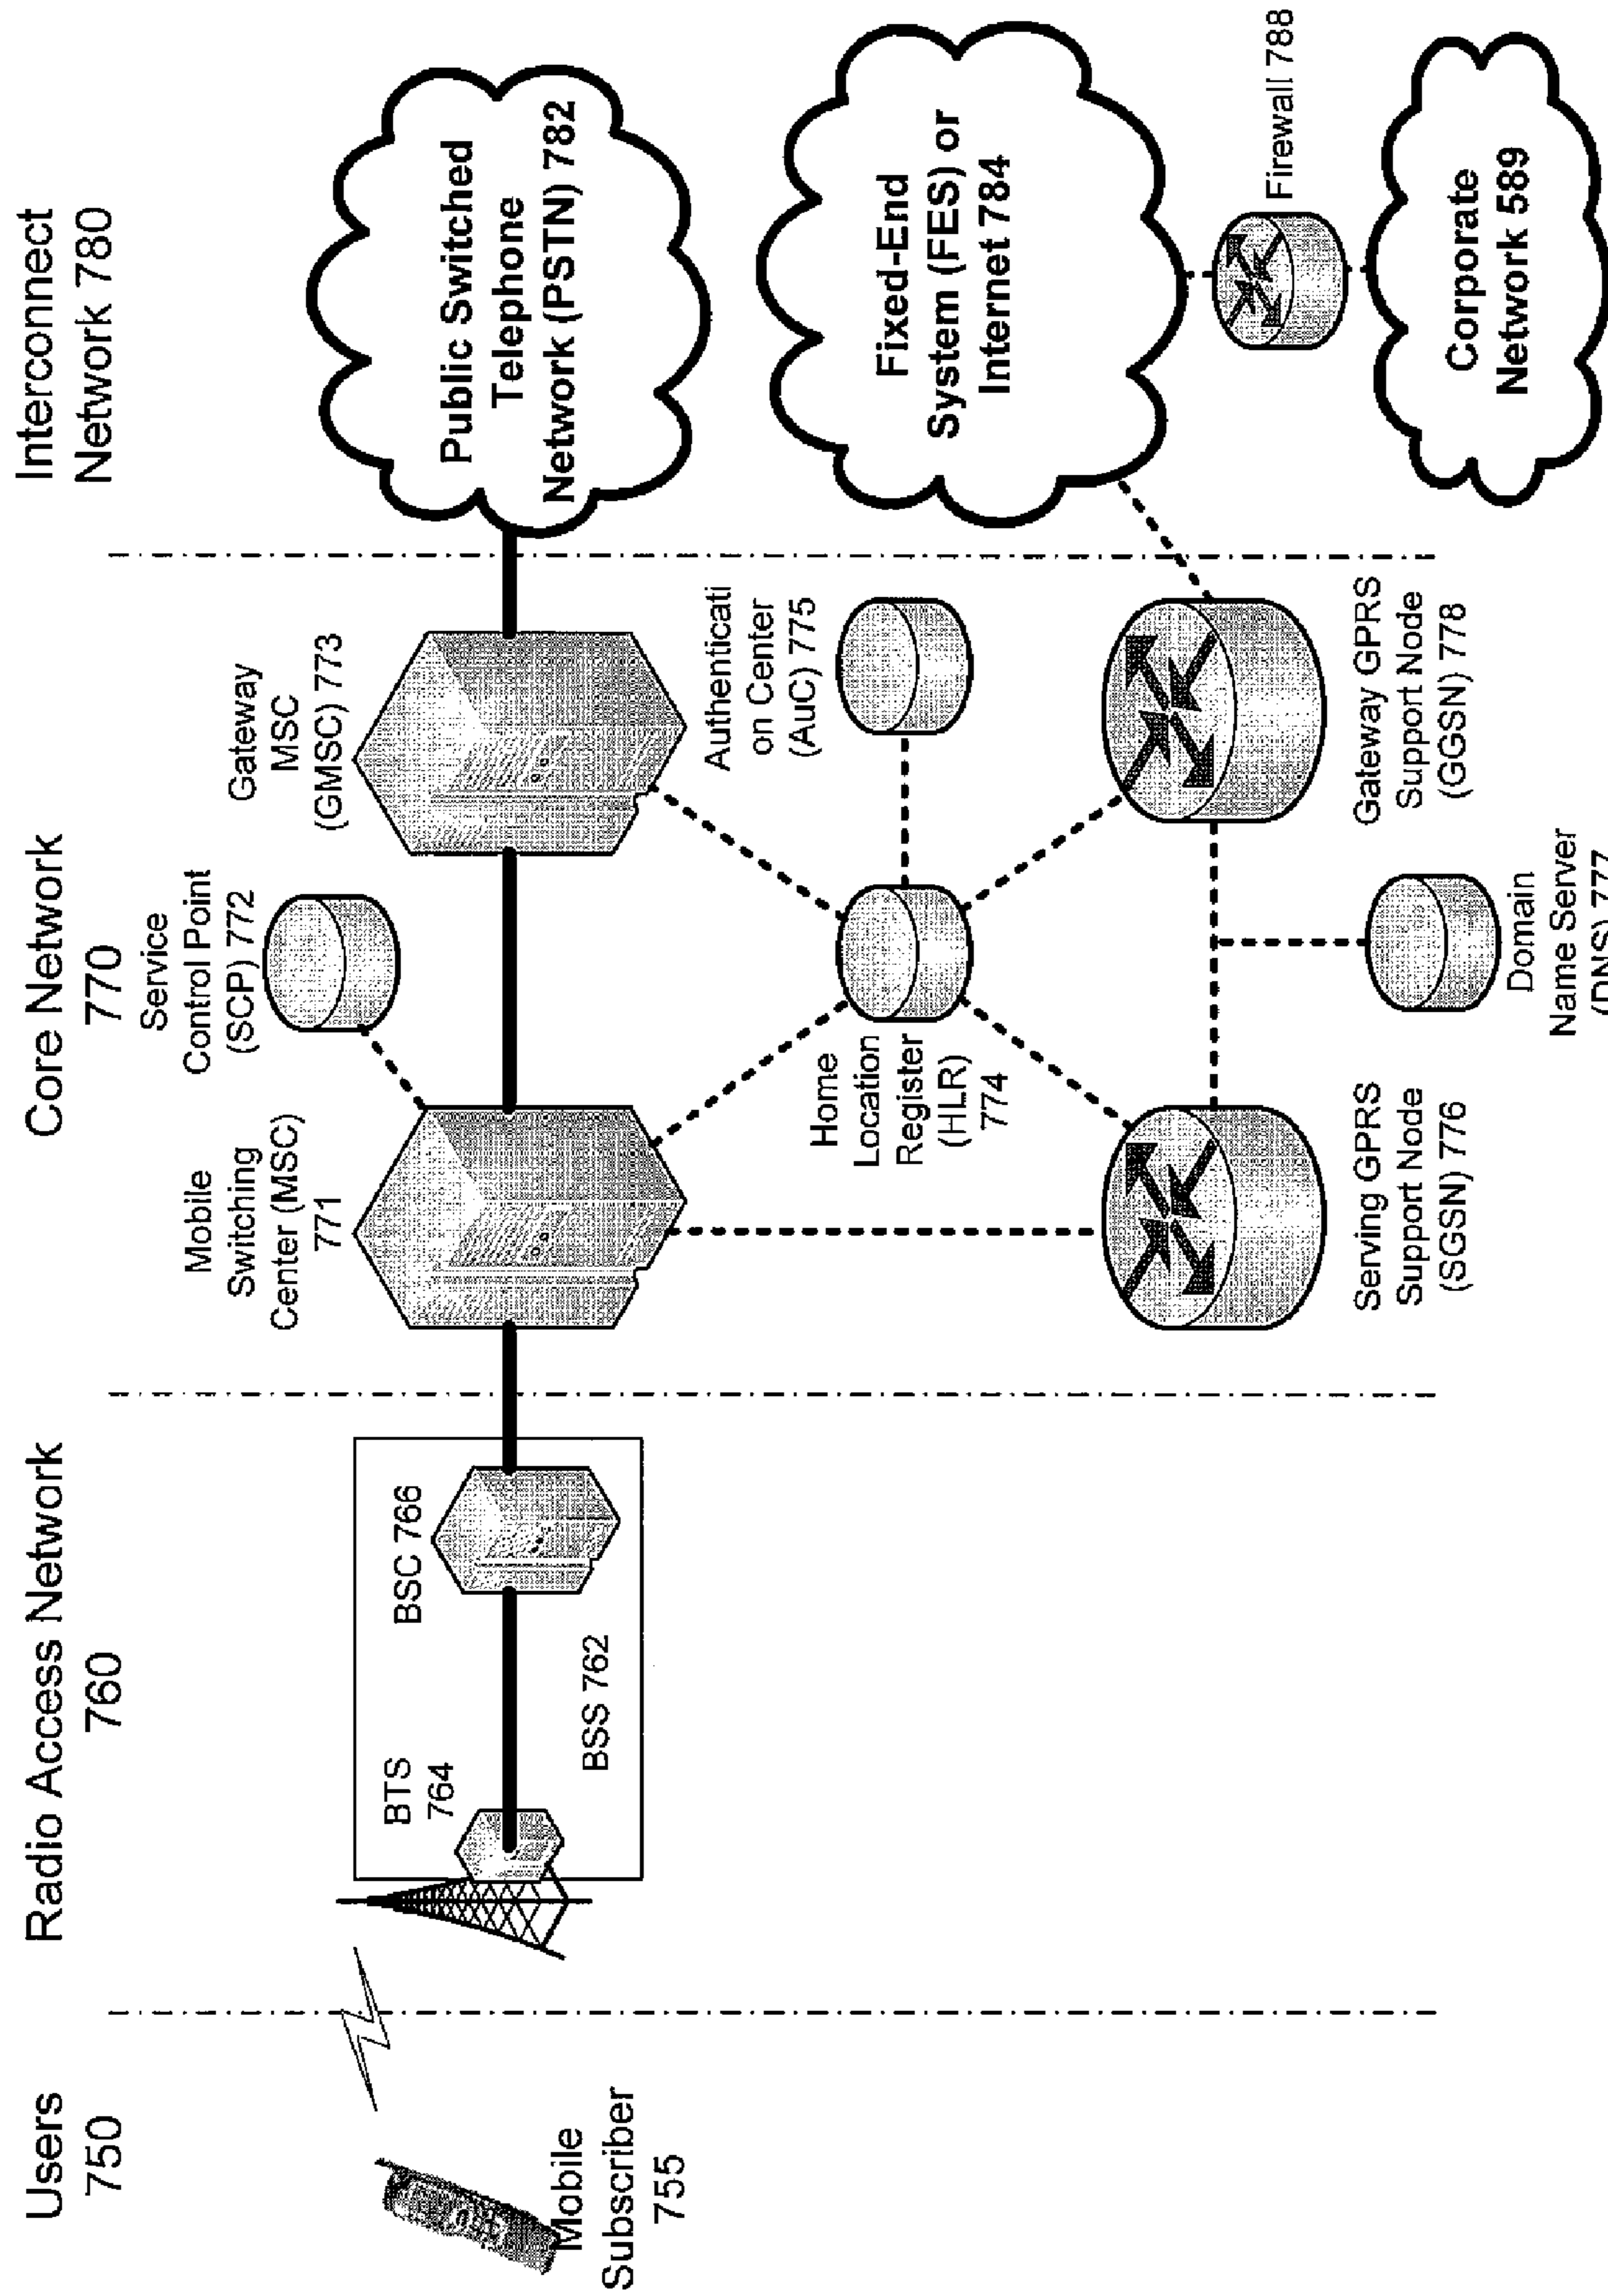 Users
750
Radio Access Network
760
Core Network
770
Interconnect
Network 780
Mobile
Subscriber
755
BTS
764
BSC 766
BSS 762
Mobile
Switching
Center (MSC)
771
Service
Control Point
(SCP) 772
Gateway
MSC
(GMSC) 773
Public Switched
Telephone
Network (PSTN) 782
Home
Location
Register
(HLR)
774
Authenticati
on Center
(AuC) 775
Fixed-End
System (FES) or
Internet 784
Serving GPRS
Support Node
(SGSN) 776
Domain
Name Server
(DNS) 777
Gateway GPRS
Support Node
(GGSN) 778
Firewall 788
Corporate
Network 589